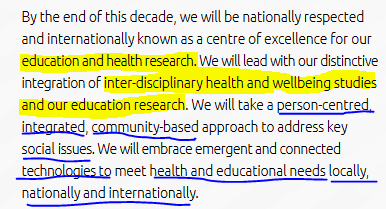 By the end of this decade, we will be nationally respected
and internationally known as a centre of excellence for our
education and health research. We will lead with our distinctive
integration of inter-disciplinary health and wellbeing studies
and our education research. We will take a person-centred,
integrated, community-based approach to address key
social issues. We will embrace emergent and connected
technologies to meet health and educational needs locally,
nationally and internationally.